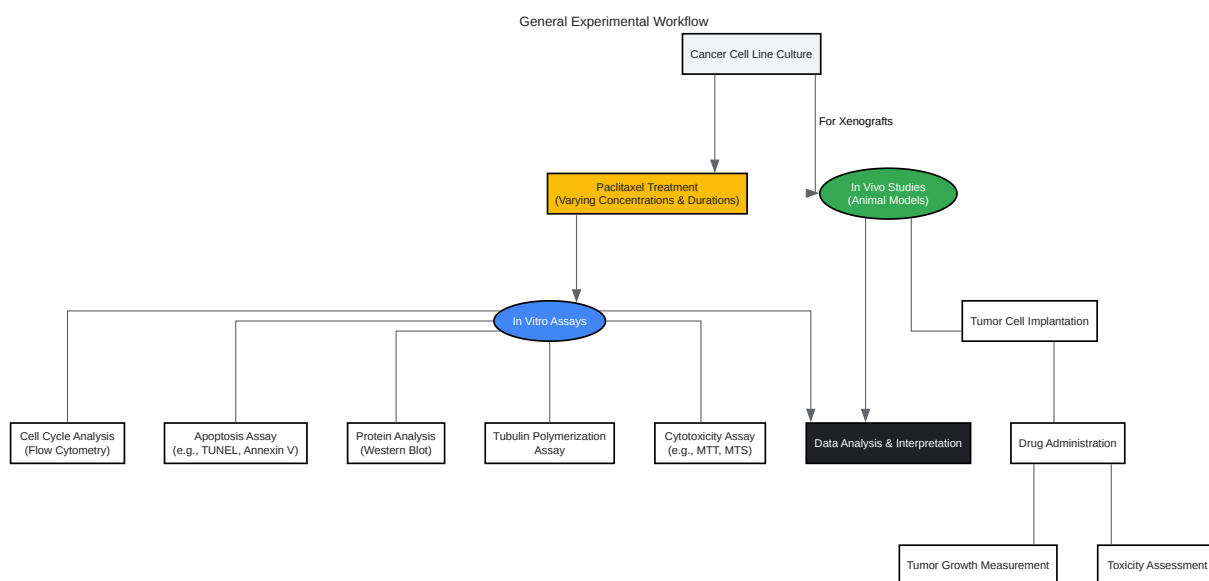 General Experimental Workflow
Cancer Cell Line Culture
For Xenografts
Paclitaxel Treatment
(Varying Concentrations & Durations)
In Vivo Studies
(Animal Models)
In Vitro Assays
Tumor Cell Implantation
Cell Cycle Analysis
(Flow Cytometry)
Apoptosis Assay
(e.g., TUNEL, Annexin V)
Protein Analysis
(Western Blot)
Tubulin Polymerization
Assay
Cytotoxicity Assay
(e.g., MTT, MTS)
Data Analysis & Interpretation
Drug Administration
Tumor Growth Measurement
Toxicity Assessment